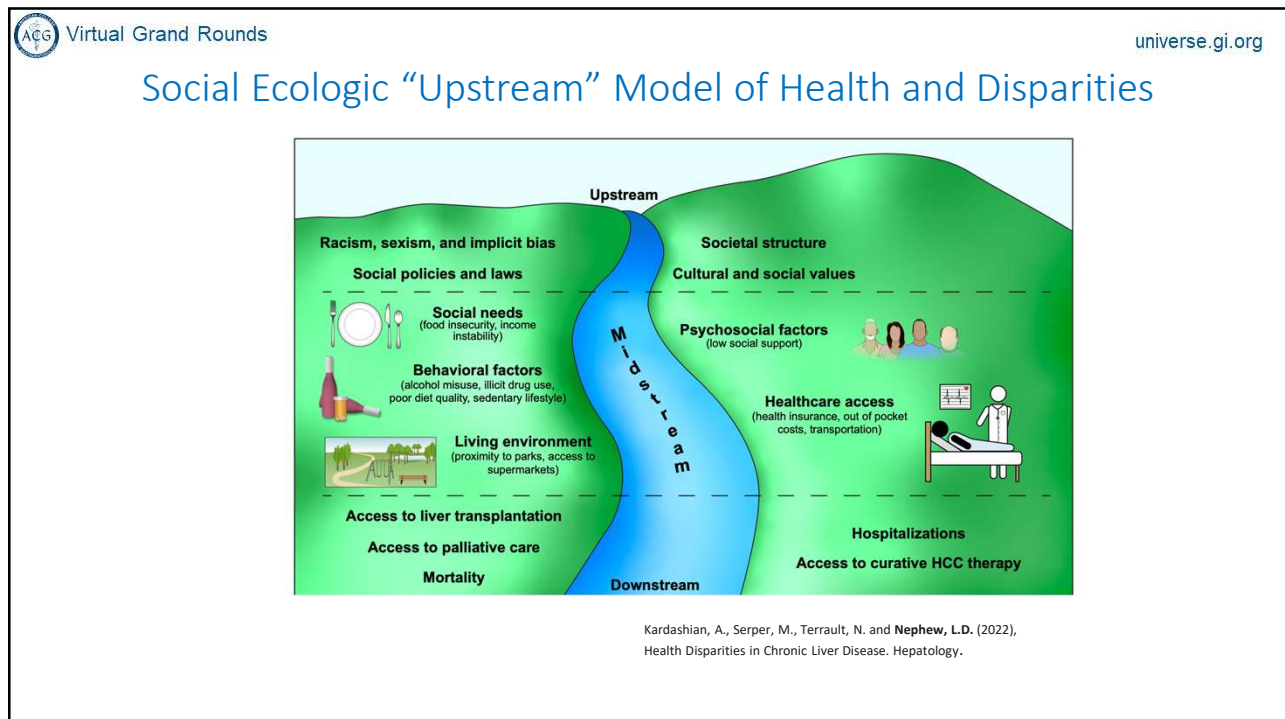 ACG
Virtual Grand Rounds
universe.gi.org
Social Ecologic “Upstream” Model of Health and Disparities
Upstream
Racism, sexism, and implicit bias
Social policies and laws
Societal structure
Cultural and social values
Midstream
Social needs
(food insecurity, income
instability)
Behavioral factors
(alcohol misuse, illicit drug use,
poor diet quality, sedentary lifestyle)
Living environment
(proximity to parks, access to
supermarkets)
Psychosocial factors
(low social support)
Healthcare access
(health insurance, out of pocket
costs, transportation)
Access to liver transplantation
Access to palliative care
Mortality
Hospitalizations
Access to curative HCC therapy
Downstream
Kardashian, A., Serper, M., Terrault, N. and Nephew, L.D. (2022),
Health Disparities in Chronic Liver Disease. Hepatology.